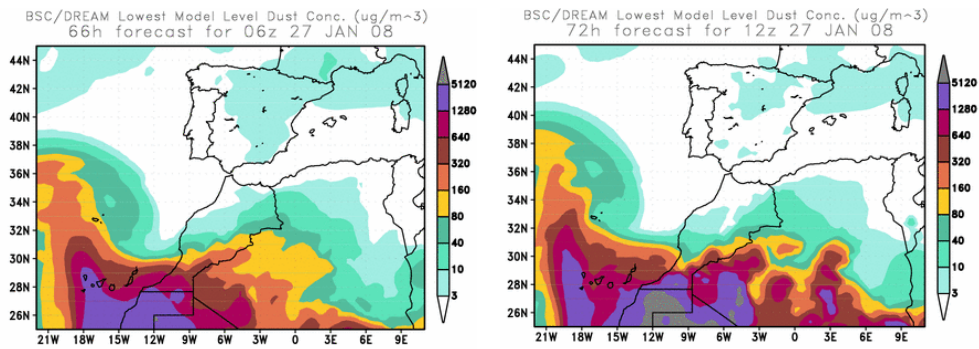 BSC/DREAM Lowest Model Level Dust Conc. (ug/m^3)
66h forecast for 06z 27 JAN 08
44N
42N
40N
38N
36N
34N
32N
30N
28N
26N
21W 18W 15W 12W 9W 6W 3W 0 3E 6E 9E
5120
1280
640
320
160
80
40
10
3
BSC/DREAM Lowest Model Level Dust Conc. (ug/m^3)
72h forecast for 12z 27 JAN 08
44N
42N
40N
38N
36N
34N
32N
30N
28N
26N
21W 18W 15W 12W 9W 6W 3W 0 3E 6E 9E
5120
1280
640
320
160
80
40
10
3